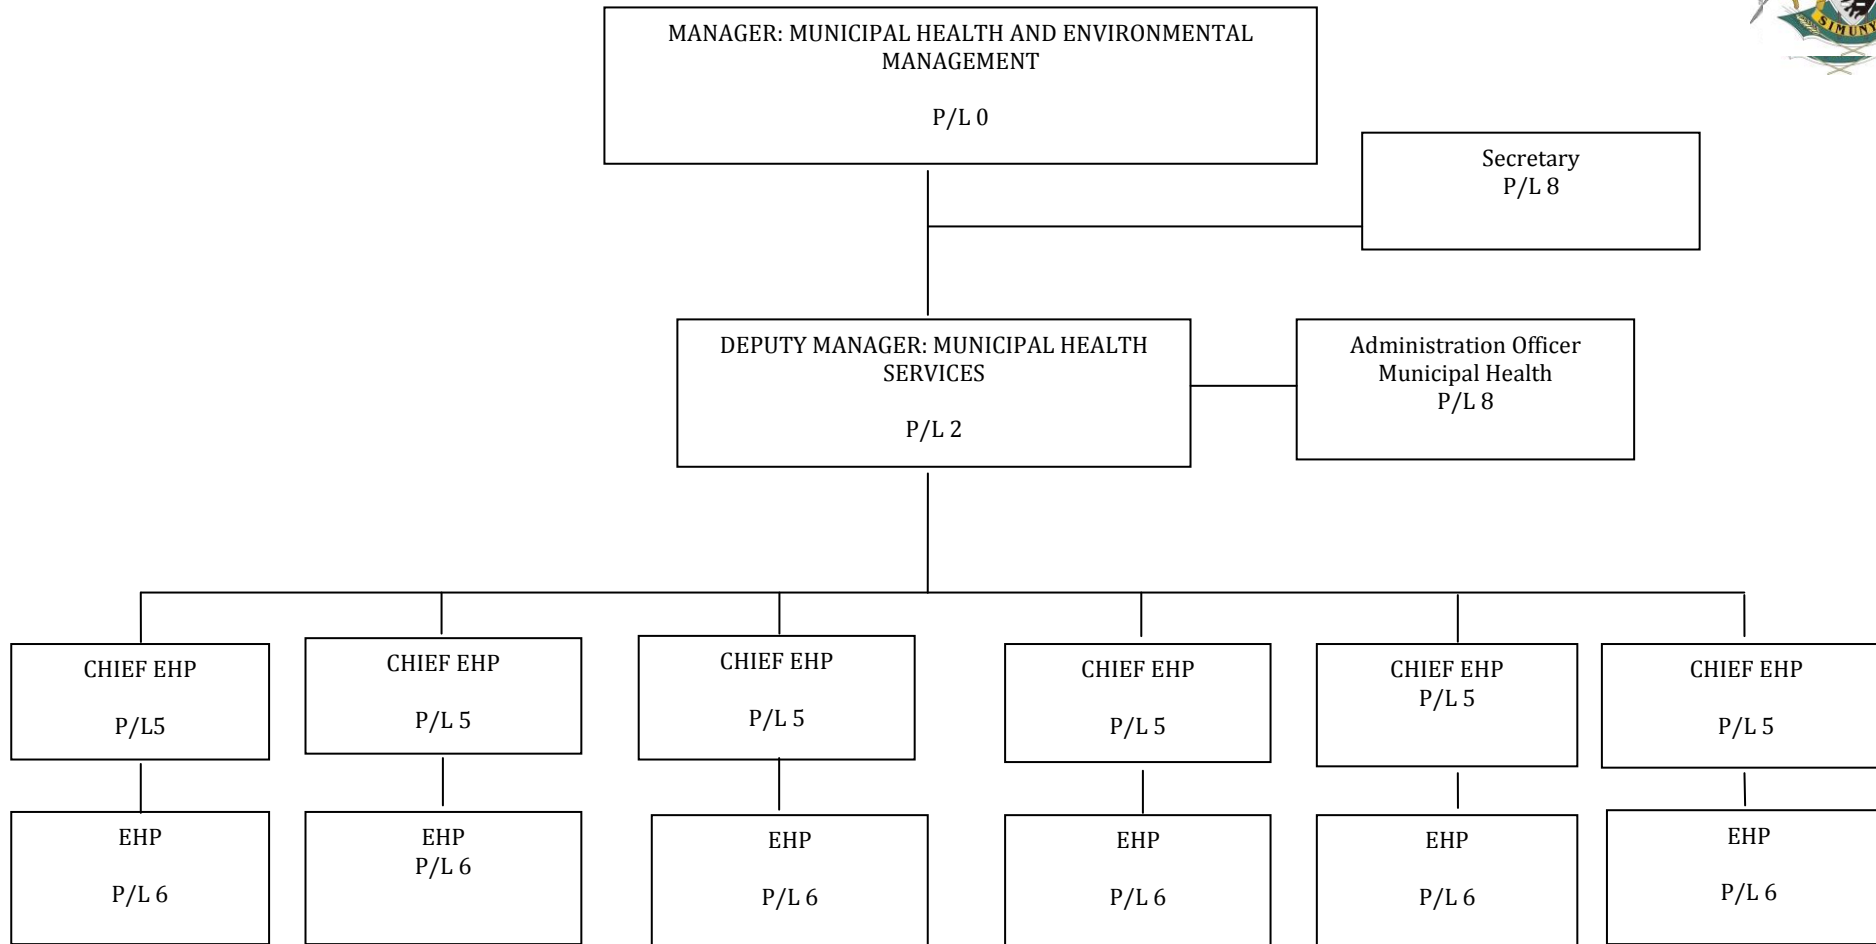 MANAGER: MUNICIPAL HEALTH AND ENVIRONMENTAL
MANAGEMENT
P/L 0
Secretary
P/L 8
DEPUTY MANAGER: MUNICIPAL HEALTH
SERVICES
P/L 2
Administration Officer
Municipal Health
P/L 8
CHIEF EHP
P/L5
CHIEF EHP
P/L 5
CHIEF EHP
P/L 5
CHIEF EHP
P/L 5
CHIEF EHP
P/L 5
CHIEF EHP
P/L 5
EHP
P/L 6
EHP
P/L 6
EHP
P/L 6
EHP
P/L 6
EHP
P/L 6
EHP
P/L 6